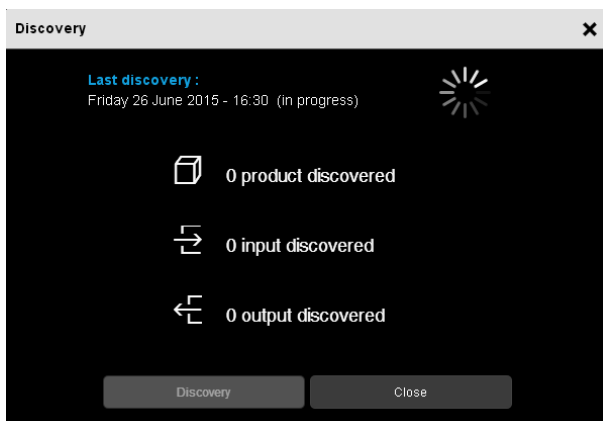 Discovery
Last discovery :
Friday 26 June 2015 - 16:30 (in progress)
0 product discovered
0 input discovered
0 output discovered
Discovery
Close